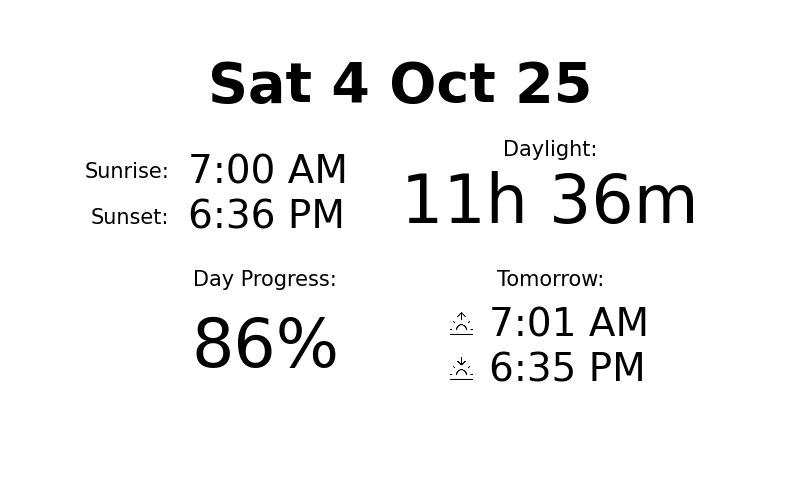 Sat 4 Oct 25
Sunrise: 7:00 AM
Sunset: 6:36 PM
Daylight:
11h 36m
Day Progress:
86%
Tomorrow:
7:01 AM
6:35 PM